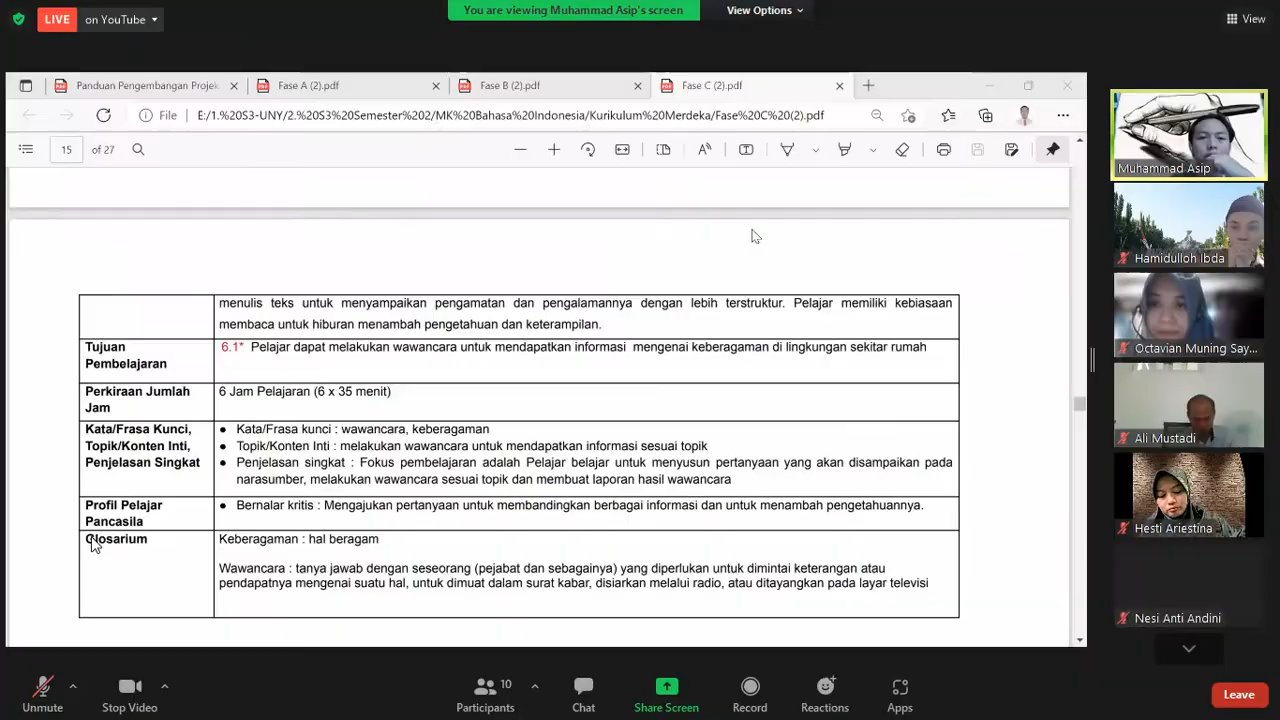 LIVE on YouTube
You are viewing Muhammad Asip's screen
View Options
View
Panduan Pengembangan Projek
Fase A (2).pdf
Fase B (2).pdf
Fase C (2).pdf
File E:/1.%20S3-UNY/2.%20S3%20Semester%202/MK%20Bahasa%20Indonesia/Kurikulum%20Merdeka/Fase%20C%20(2).pdf
15 of 27
menulis teks untuk menyampaikan pengamatan dan pengalamannya dengan lebih terstruktur. Pelajar memiliki kebiasaan
membaca untuk hiburan menambah pengetahuan dan keterampilan.
Tujuan
Pembelajaran
6.1* Pelajar dapat melakukan wawancara untuk mendapatkan informasi mengenai keberagaman di lingkungan sekitar rumah
Perkiraan Jumlah
Jam
6 Jam Pelajaran (6 x 35 menit)
Kata/Frasa Kunci,
Topik/Konten Inti,
Penjelasan Singkat
● Kata/Frasa kunci : wawancara, keberagaman
● Topik/Konten Inti : melakukan wawancara untuk mendapatkan informasi sesuai topik
● Penjelasan singkat : Fokus pembelajaran adalah Pelajar belajar untuk menyusun pertanyaan yang akan disampaikan pada
narasumber, melakukan wawancara sesuai topik dan membuat laporan hasil wawancara
Profil Pelajar
Pancasila
● Bernalar kritis : Mengajukan pertanyaan untuk membandingkan berbagai informasi dan untuk menambah pengetahuannya.
Glosarium
Keberagaman : hal beragam
Wawancara : tanya jawab dengan seseorang (pejabat dan sebagainya) yang diperlukan untuk dimintai keterangan atau
pendapatnya mengenai suatu hal, untuk dimuat dalam surat kabar, disiarkan melalui radio, atau ditayangkan pada layar televisi
Muhammad Asip
Hamidulloh Ibda
Octavian Muning Say...
Ali Mustadi
Hesti Ariestina
Nesi Anti Andini
Unmute
Stop Video
Participants
10
Chat
Share Screen
Record
Reactions
Apps
Leave